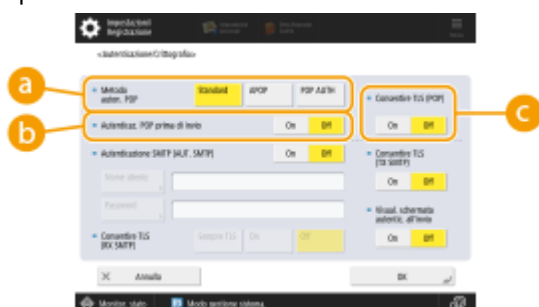 Impostazioni
Registrazione
<Autenticazione/Crittografia>
a
Metodo
auten. POP
Standard
APOP
POP AUTH
Consentire TLS (POP)
On
Off
c
b
Autenticaz. POP prima di invio
On
Off
Autenticazione SMTP (AUT. SMTP)
On
Off
Consentire TLS
(TX SMTP)
On
Off
Nome utente
Password
Visual. schermata
autentic. all'invio
On
Off
Consentire TLS
(RX SMTP)
Sempre TLS
On
Off
Annulla
OK
Monitor stato
Modo gestione sistema